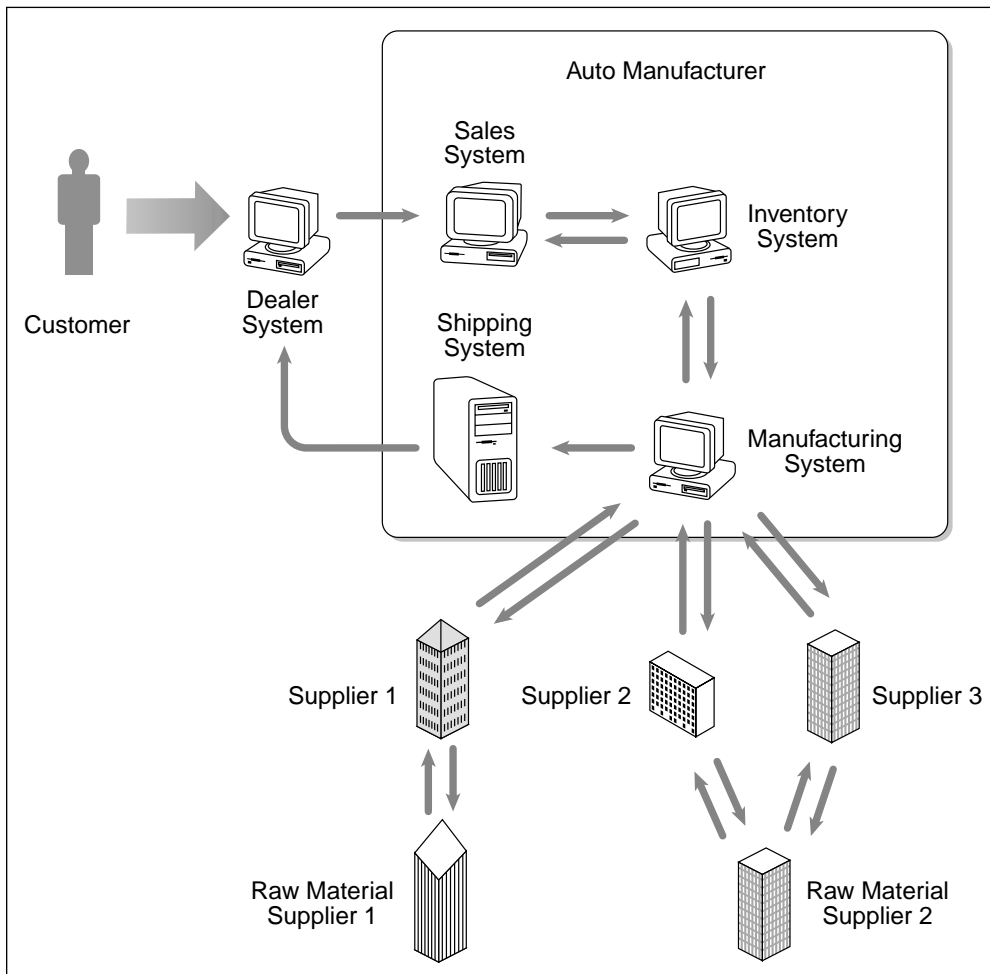 Auto Manufacturer
Sales
System
Inventory
System
Customer
Dealer
System
Shipping
System
Manufacturing
System
Supplier 1
Supplier 2
Supplier 3
Raw Material
Supplier 1
Raw Material
Supplier 2